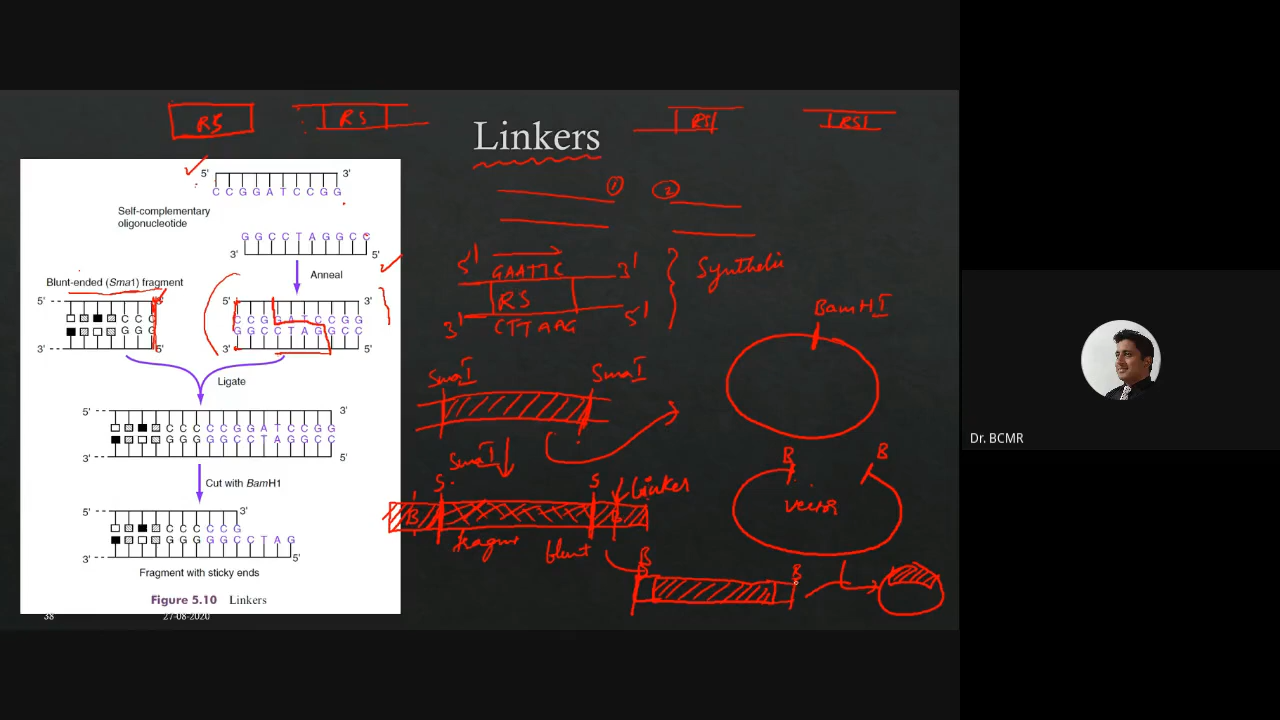 RS
RS
RS
RS
Linkers
5' 3'
CCGGATCCGG
Self-complementary
oligonucleotide
GGCCTAGGCC
3' 5'
Anneal
Blunt-ended (Sma1) fragment
5' 5' 3'
CCC CCGGATCCGG
GGG GGCCTAGGCC
3' 5' 3' 5'
Ligate
5' 3'
CCCCCGGATCCGG
GGGGGCCTAGGCC
3' 5'
Cut with BamH1
5' 3'
CCCCCG
GGGGGCCTAG
3' 5'
Fragment with sticky ends
Figure 5.10 Linkers
38
27-08-2020
1 2
5' GAATTC 3'
RS
3' CTTAAG 5'
Synthetic
BamHI
SmaI SmaI
SmaI
S S Linker
B B
blunt
B B
vector
B B
Dr. BCMR